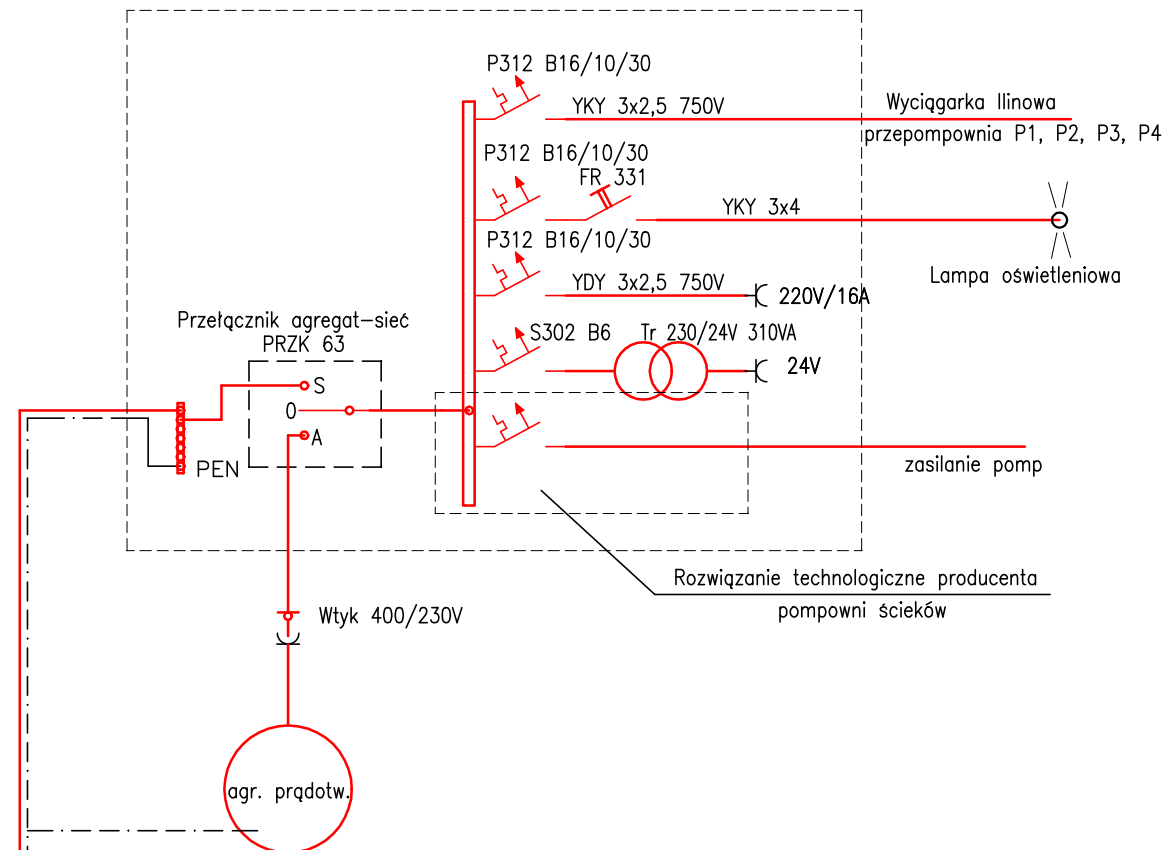 P312 B16/10/30
YKY 3x2,5 750V
Wyciągarka llinowa
przepompownia P1, P2, P3, P4
P312 B16/10/30
FR 331
YKY 3x4
Lampa oświetleniowa
P312 B16/10/30
YDY 3x2,5 750V
220V/16A
S302 B6
Tr 230/24V 310VA
24V
Przełącznik agregat-sieć
PRZK 63
S
0
A
PEN
zasilanie pomp
Rozwiązanie technologiczne producenta
pompowni ścieków
Wtyk 400/230V
agr. prądotw.